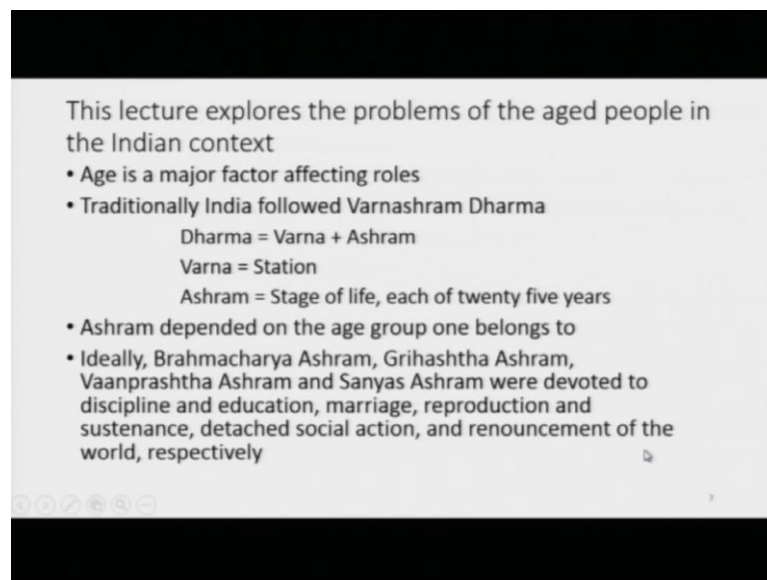 This lecture explores the problems of the aged people in
the Indian context
• Age is a major factor affecting roles
• Traditionally India followed Varnashram Dharma
Dharma = Varna + Ashram
Varna = Station
Ashram = Stage of life, each of twenty five years
• Ashram depended on the age group one belongs to
• Ideally, Brahmacharya Ashram, Grihashtha Ashram,
Vaanprashtha Ashram and Sanyas Ashram were devoted to
discipline and education, marriage, reproduction and
sustenance, detached social action, and renouncement of the
world, respectively